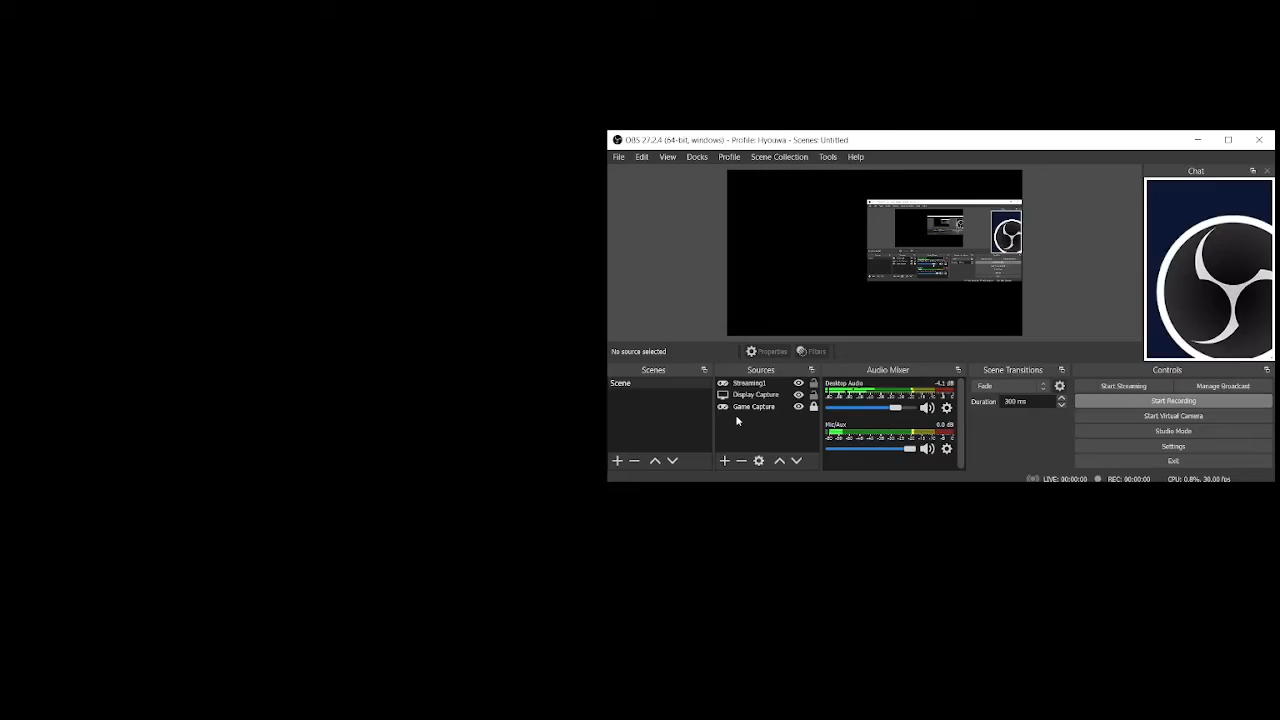 OBS 27.2.4 (64-bit, windows) - Profile: Hyouwa - Scenes: Untitled
File Edit View Docks Profile Scene Collection Tools Help
Chat
No source selected
Properties
Filters
Scenes
Scene
Sources
Streaming1
Display Capture
Game Capture
Audio Mixer
Desktop Audio -4.1 dB
Mic/Aux 0.0 dB
Scene Transitions
Fade
Duration 300 ms
Controls
Start Streaming Manage Broadcast
Start Recording
Start Virtual Camera
Studio Mode
Settings
Exit
LIVE: 00:00:00 REC: 00:00:00 CPU: 0.8%, 30.00 fps